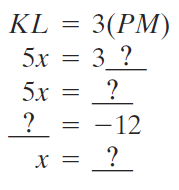 KL = 3(PM)
5x = 3 ?
5x = ?
? = −12
x = ?